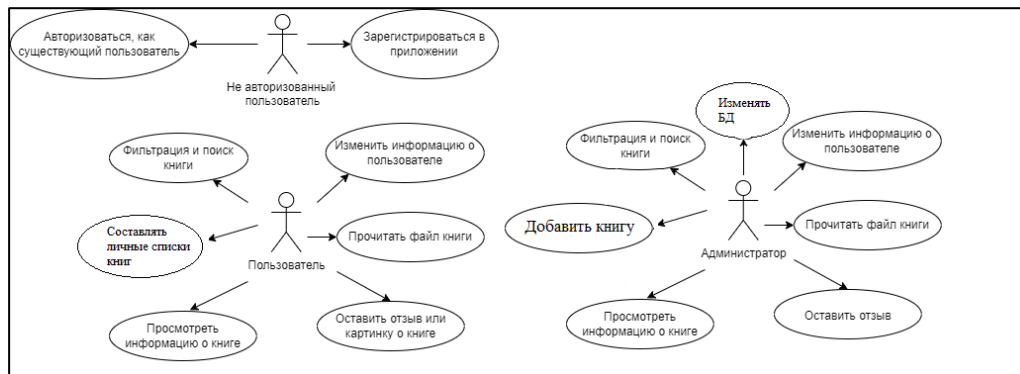 Авторизоваться, как
существующий пользователь
Зарегистрироваться в
приложении
Не авторизованный
пользователь
Фильтрация и поиск
книги
Изменить информацию о
пользователе
Составлять
личные списки
книг
Прочитать файл книги
Пользователь
Просмотреть
информацию о книге
Оставить отзыв или
картинку о книге
Изменять
БД
Фильтрация и поиск
книги
Изменить информацию о
пользователе
Добавить книгу
Прочитать файл книги
Администратор
Просмотреть
информацию о книге
Оставить отзыв